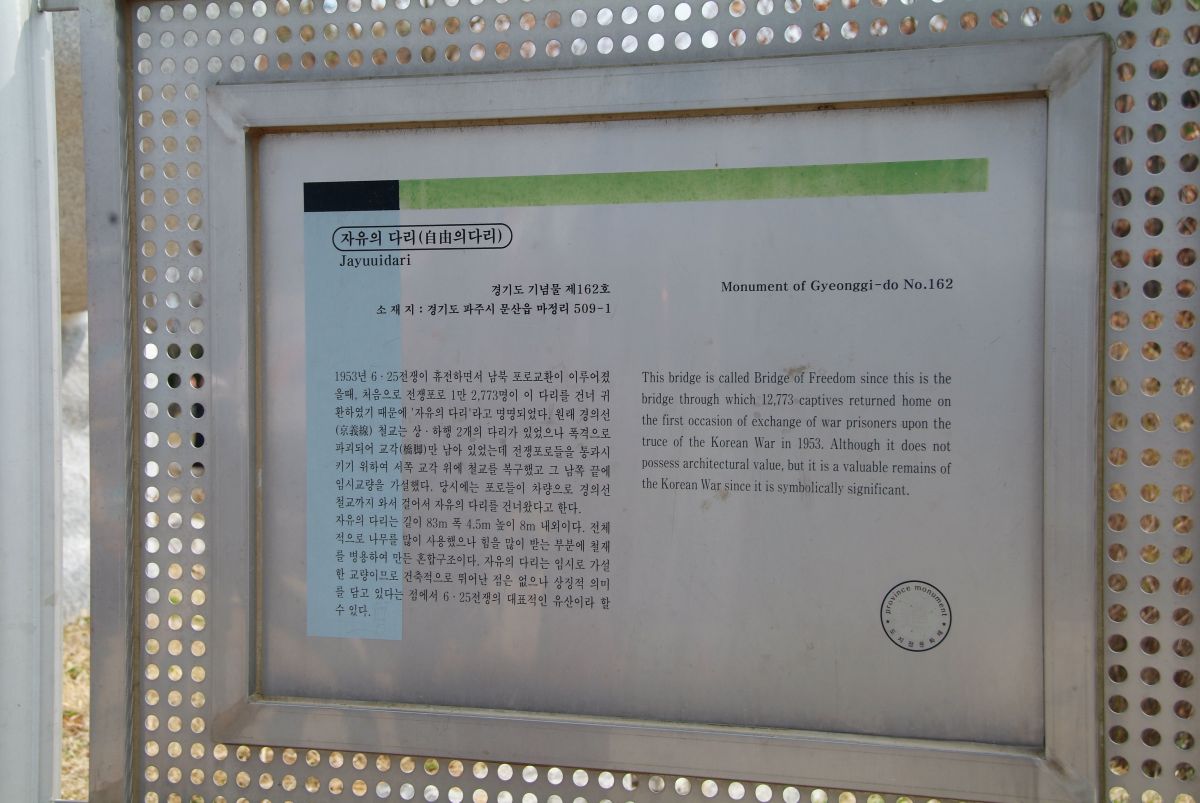 자유의 다리(自由의다리)
Jayuuidari
경기도 기념물 제162호
소 재 지 : 경기도 파주시 문산읍 마정리 509-1
1953년 6·25전쟁이 휴전하면서 남북 포로교환이 이루어졌
을때, 처음으로 전쟁포로 1만 2,773명이 이 다리를 건너 귀
환하였기 때문에 '자유의 다리'라고 명명되었다. 원래 경의선
(京義線) 철교는 상·하행 2개의 다리가 있었으나 폭격으로
파괴되어 교각(橋脚)만 남아 있었는데 전쟁포로들을 통과시
키기 위하여 서쪽 교각 위에 철교를 복구했고 그 남쪽 끝에
임시교량을 가설했다. 당시에는 포로들이 차량으로 경의선
철교까지 와서 걸어서 자유의 다리를 건너왔다고 한다.
자유의 다리는 길이 83m 폭 4.5m 높이 8m 내외이다. 전체
적으로 나무를 많이 사용했으나 힘을 많이 받는 부분에 철재
를 병용하여 만든 혼합구조이다. 자유의 다리는 임시로 가설
한 교량이므로 건축적으로 뛰어난 점은 없으나 상징적 의미
를 담고 있다는 점에서 6·25전쟁의 대표적인 유산이라 할
수 있다.
Monument of Gyeonggi-do No.162
This bridge is called Bridge of Freedom since this is the
bridge through which 12,773 captives returned home on
the first occasion of exchange of war prisoners upon the
truce of the Korean War in 1953. Although it does not
possess architectural value, but it is a valuable remains of
the Korean War since it is symbolically significant.
province monument
도지정문화재